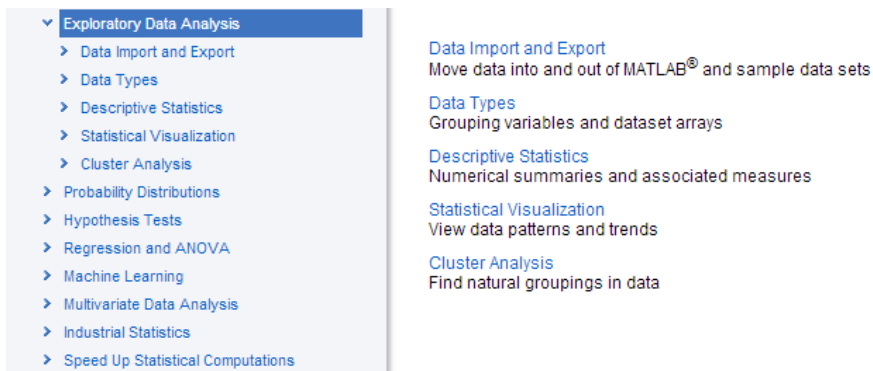 Exploratory Data Analysis
Data Import and Export
Data Types
Descriptive Statistics
Statistical Visualization
Cluster Analysis
Probability Distributions
Hypothesis Tests
Regression and ANOVA
Machine Learning
Multivariate Data Analysis
Industrial Statistics
Speed Up Statistical Computations
Data Import and Export
Move data into and out of MATLAB® and sample data sets
Data Types
Grouping variables and dataset arrays
Descriptive Statistics
Numerical summaries and associated measures
Statistical Visualization
View data patterns and trends
Cluster Analysis
Find natural groupings in data